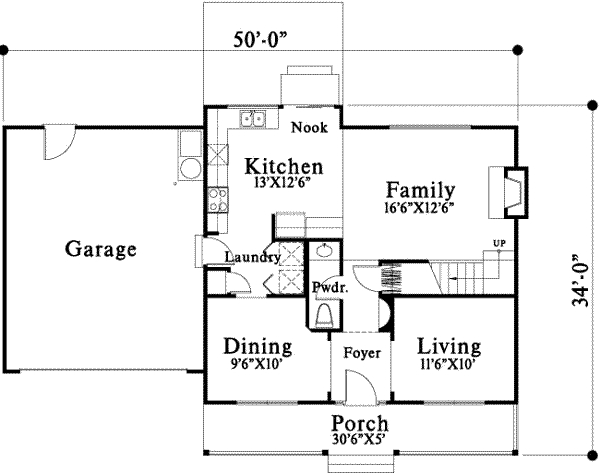 50'-0"
Nook
Kitchen
13'X12'6"
Family
16'6"X12'6"
Garage
UP
Laundry
Pwdr.
34'-0"
Dining
9'6"X10'
Foyer
Living
11'6"X10'
Porch
30'6"X5'